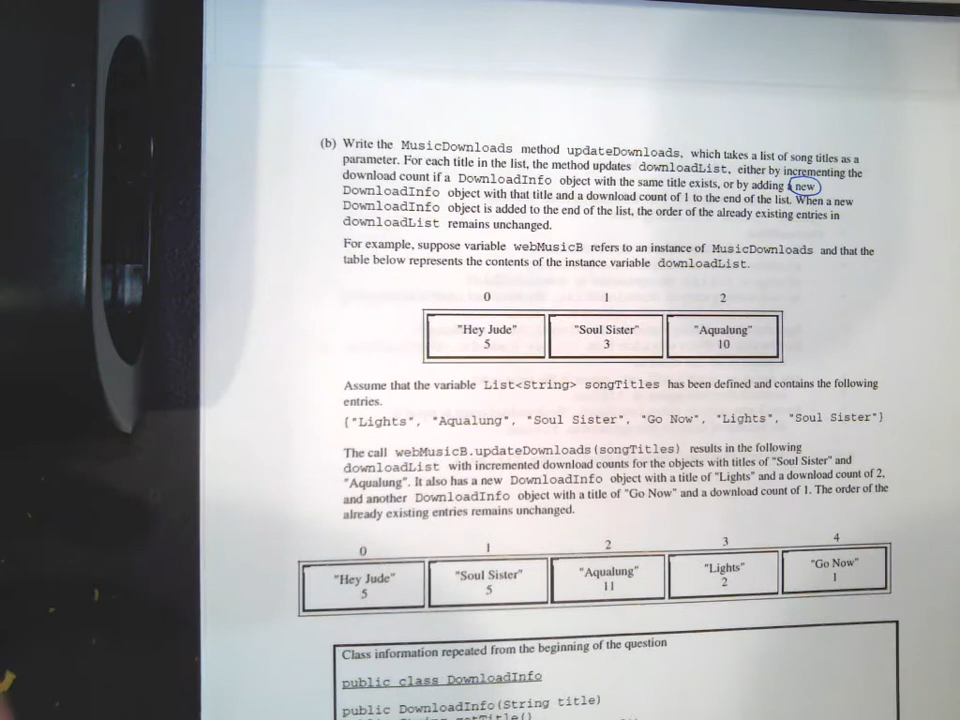 (b) Write the MusicDownloads method updateDownloads, which takes a list of song titles as a
parameter. For each title in the list, the method updates downloadList, either by incrementing the
download count if a DownloadInfo object with the same title exists, or by adding a new
DownloadInfo object with that title and a download count of 1 to the end of the list. When a new
DownloadInfo object is added to the end of the list, the order of the already existing entries in
downloadList remains unchanged.
For example, suppose variable webMusicB refers to an instance of MusicDownloads and that the
table below represents the contents of the instance variable downloadList.
0 1 2
"Hey Jude" "Soul Sister" "Aqualung"
5 3 10
Assume that the variable List<String> songTitles has been defined and contains the following
entries.
{"Lights", "Aqualung", "Soul Sister", "Go Now", "Lights", "Soul Sister"}
The call webMusicB.updateDownloads(songTitles) results in the following
downloadList with incremented download counts for the objects with titles of "Soul Sister" and
"Aqualung". It also has a new DownloadInfo object with a title of "Lights" and a download count of 2,
and another DownloadInfo object with a title of "Go Now" and a download count of 1. The order of the
already existing entries remains unchanged.
0 1 2 3 4
"Hey Jude" "Soul Sister" "Aqualung" "Lights" "Go Now"
5 5 11 2 1
Class information repeated from the beginning of the question
public class DownloadInfo
public DownloadInfo(String title)